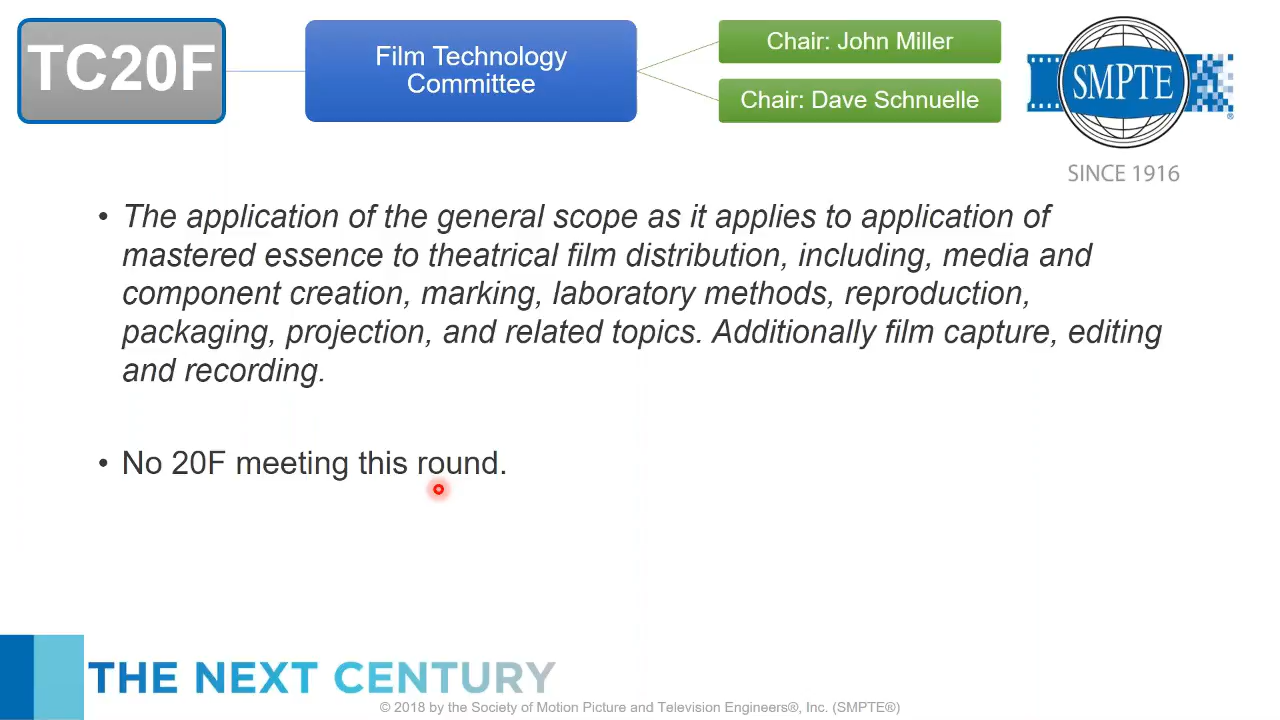 TC20F
Film Technology
Committee
Chair: John Miller
Chair: Dave Schnuelle
SMPTE
®
SINCE 1916
• The application of the general scope as it applies to application of
mastered essence to theatrical film distribution, including, media and
component creation, marking, laboratory methods, reproduction,
packaging, projection, and related topics. Additionally film capture, editing
and recording.
• No 20F meeting this round.
THE NEXT CENTURY
© 2018 by the Society of Motion Picture and Television Engineers®, Inc. (SMPTE®)